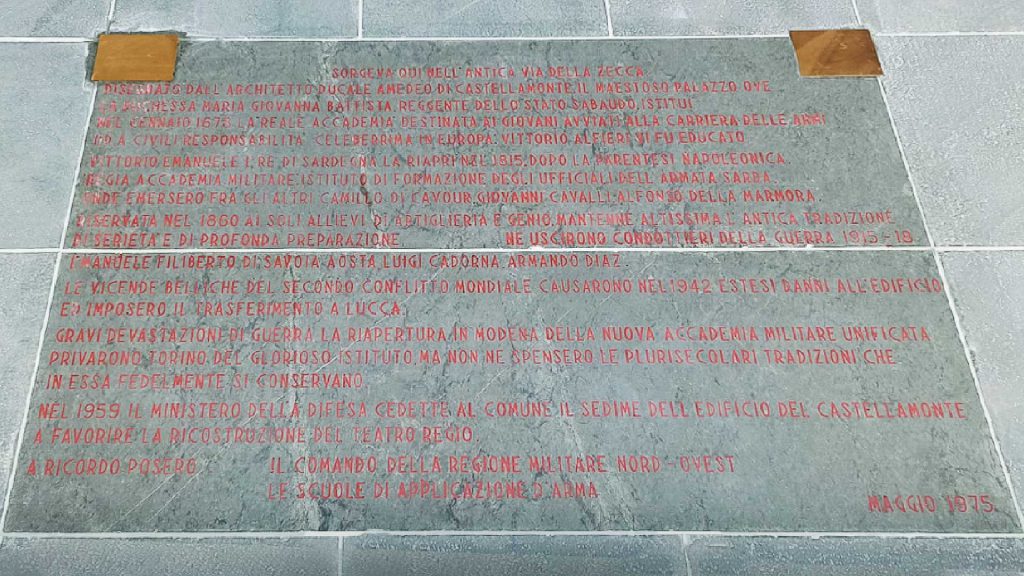 SORGEVA QUI NELL'ANTICA VIA DELLA ZECCA
DISEGNATO DALL'ARCHITETTO DUCALE AMEDEO DI CASTELLAMONTE, IL MAESTOSO PALAZZO OVE
LA DUCHESSA MARIA GIOVANNA BATTISTA, REGGENTE DELLO STATO SABAUDO, ISTITUI
NEL GENNAIO 1678 LA REALE ACCADEMIA DESTINATA AI GIOVANI AVVIATI ALLA CARRIERA DELLE ARMI
OD A CIVILI RESPONSABILITA'. CELEBERRIMA IN EUROPA. VITTORIO ALFIERI VI FU EDUCATO
VITTORIO EMANUELE I, RE DI SARDEGNA LA RIAPRI NEL 1815, DOPO LA PARENTESI NAPOLEONICA,
REGIA ACCADEMIA MILITARE: ISTITUTO DI FORMAZIONE DEGLI UFFICIALI DELL'ARMATA SARDA,
ONDE EMERSERO FRA GLI ALTRI CAMILLO DI CAVOUR, GIOVANNI CAVALLI, ALFONSO DELLA MARMORA.
RISERVATA NEL 1860 AI SOLI ALLIEVI DI ARTIGLIERIA E GENIO, MANTENNE ALTISSIMA L'ANTICA TRADIZIONE
DI SERIETA' E DI PROFONDA PREPARAZIONE. NE USCIRONO CONDOTTIERI DELLA GUERRA 1915-18
EMANUELE FILIBERTO DI SAVOIA AOSTA, LUIGI CADORNA, ARMANDO DIAZ.
LE VICENDE BELLICHE DEL SECONDO CONFLITTO MONDIALE CAUSARONO NEL 1942 ESTESI DANNI ALL'EDIFICIO
ED IMPOSERO IL TRASFERIMENTO A LUCCA.
GRAVI DEVASTAZIONI DI GUERRA LA RIAPERTURA IN MODENA DELLA NUOVA ACCADEMIA MILITARE UNIFICATA
PRIVARONO TORINO DEL GLORIOSO ISTITUTO, MA NON NE SPENSERO LE PLURISECOLARI TRADIZIONI CHE
IN ESSA FEDELMENTE SI CONSERVANO
NEL 1959 IL MINISTERO DELLA DIFESA CEDETTE AL COMUNE IL SEDIME DELL'EDIFICIO DEL CASTELLAMONTE
A FAVORIRE LA RICOSTRUZIONE DEL TEATRO REGIO.
A RICORDO POSERO: IL COMANDO DELLA REGIONE MILITARE NORD-OVEST
LE SCUOLE DI APPLICAZIONE D'ARMA
MAGGIO 1975.